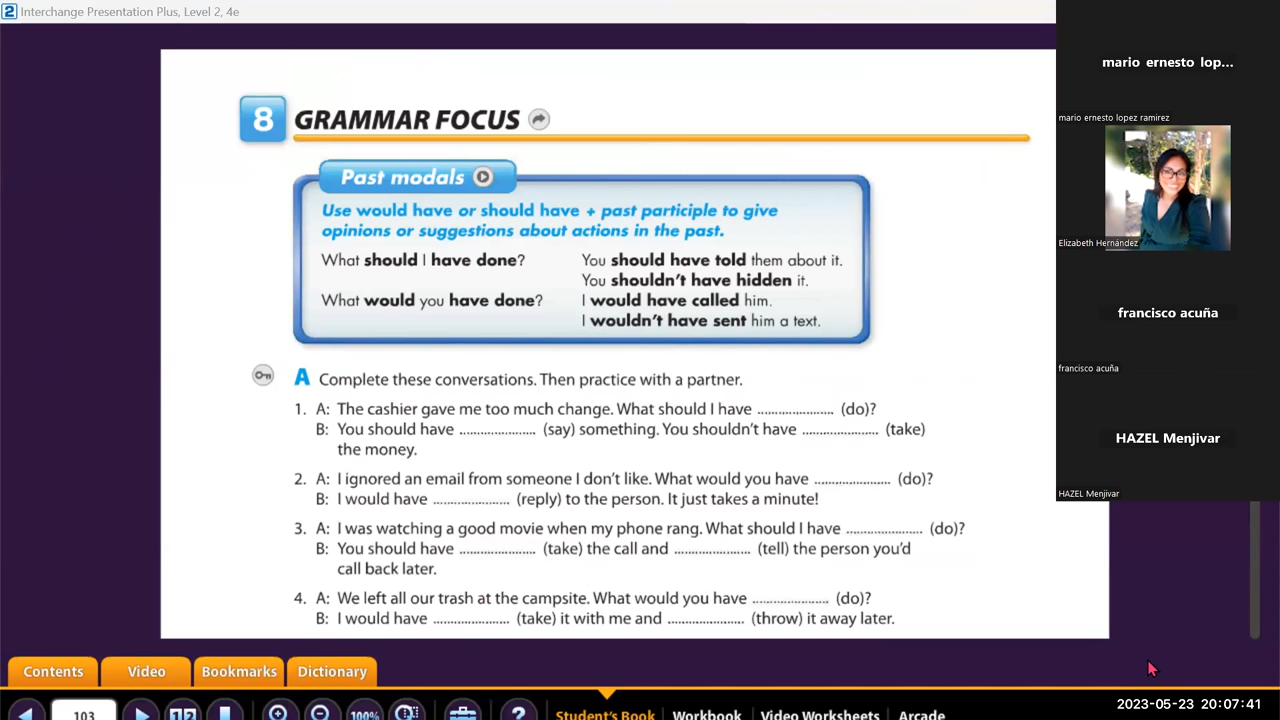 Interchange Presentation Plus, Level 2, 4e
8 GRAMMAR FOCUS
Past modals
Use would have or should have + past participle to give
opinions or suggestions about actions in the past.
What should I have done? You should have told them about it.
You shouldn't have hidden it.
What would you have done? I would have called him.
I wouldn't have sent him a text.
A Complete these conversations. Then practice with a partner.
1. A: The cashier gave me too much change. What should I have .................... (do)?
B: You should have .................... (say) something. You shouldn't have .................... (take)
the money.
2. A: I ignored an email from someone I don't like. What would you have .................... (do)?
B: I would have .................... (reply) to the person. It just takes a minute!
3. A: I was watching a good movie when my phone rang. What should I have .................... (do)?
B: You should have .................... (take) the call and .................... (tell) the person you'd
call back later.
4. A: We left all our trash at the campsite. What would you have .................... (do)?
B: I would have .................... (take) it with me and .................... (throw) it away later.
mario ernesto lop...
mario ernesto lopez ramirez
Elizabeth Hernández
francisco acuña
francisco acuña
HAZEL Menjivar
HAZEL Menjivar
Contents Video Bookmarks Dictionary
103 1 2 100% ? Student's Book Workbook Video Worksheets Arcade
2023-05-23 20:07:41